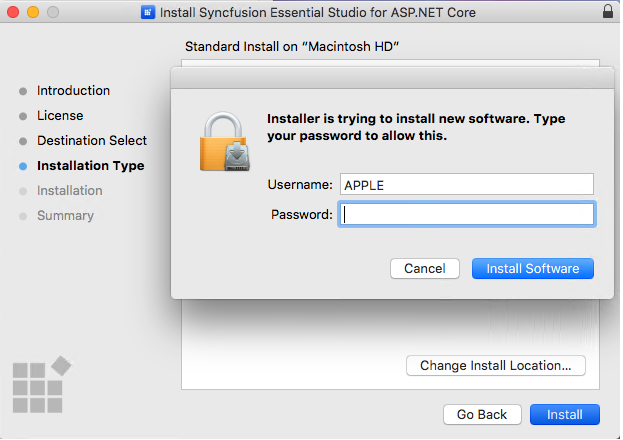 Install Syncfusion Essential Studio for ASP.NET Core
Standard Install on “Macintosh HD”
Introduction
License
Destination Select
Installation Type
Installation
Summary
Installer is trying to install new software. Type
your password to allow this.
Username: APPLE
Password:
Cancel Install Software
Change Install Location...
Go Back Install